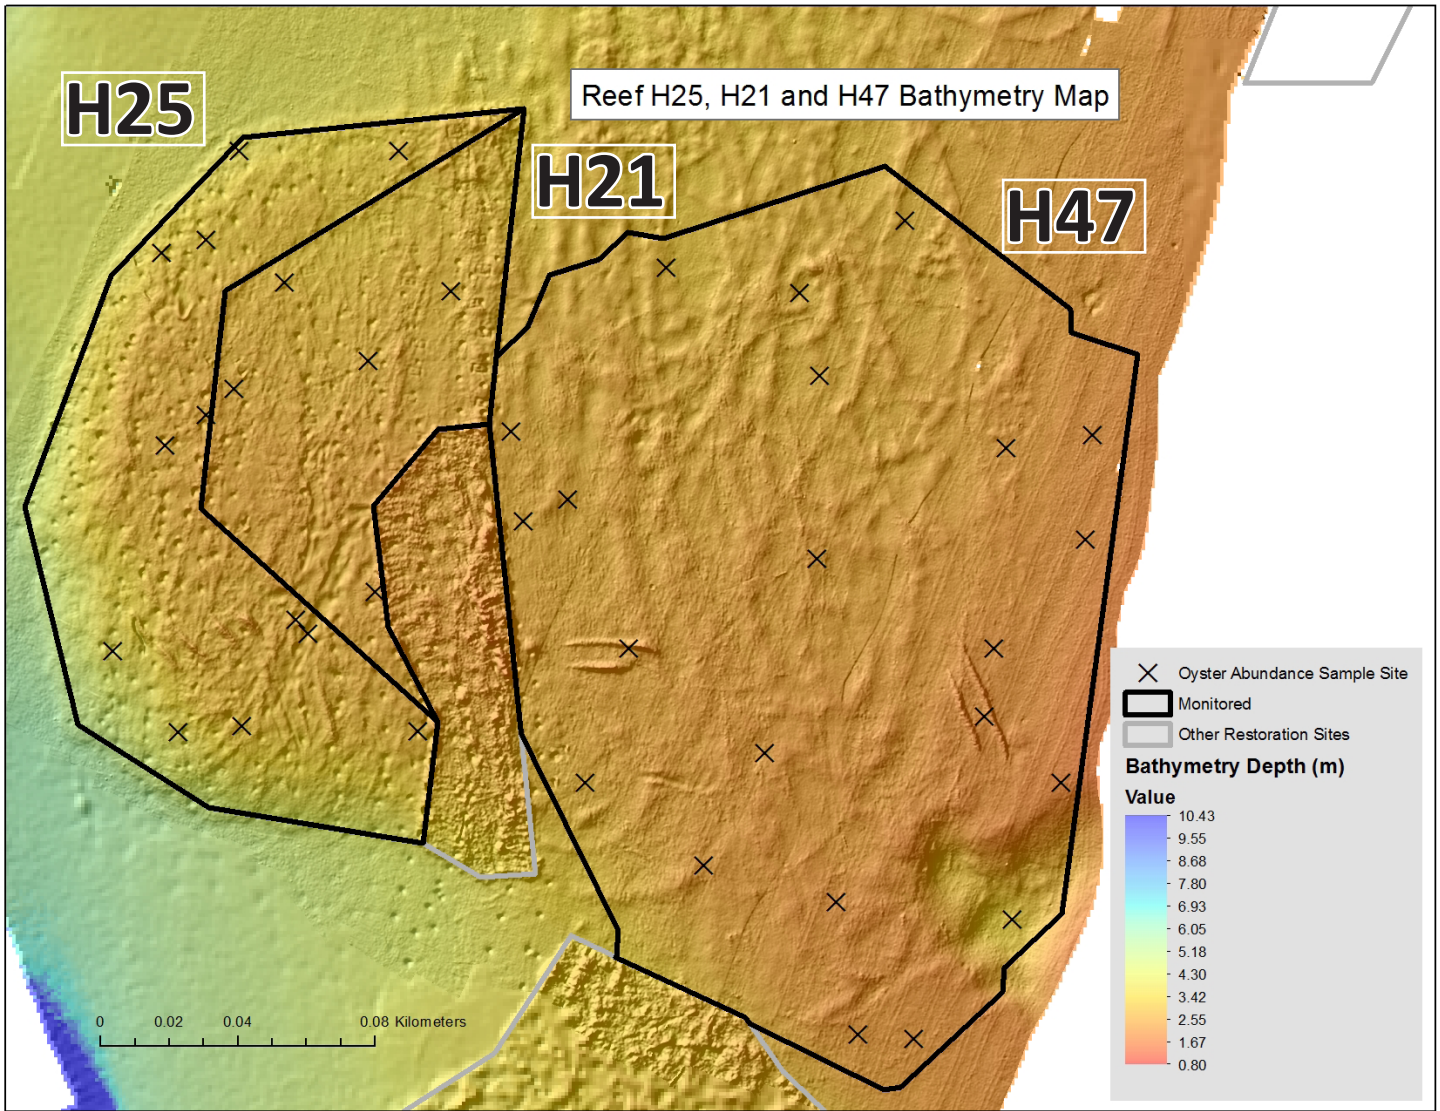 H25
Reef H25, H21 and H47 Bathymetry Map
H21
H47
Oyster Abundance Sample Site
Monitored
Other Restoration Sites
Bathymetry Depth (m)
Value
10.43
9.55
8.68
7.80
6.93
6.05
5.18
4.30
3.42
2.55
1.67
0.80
0 0.02 0.04 0.08 Kilometers